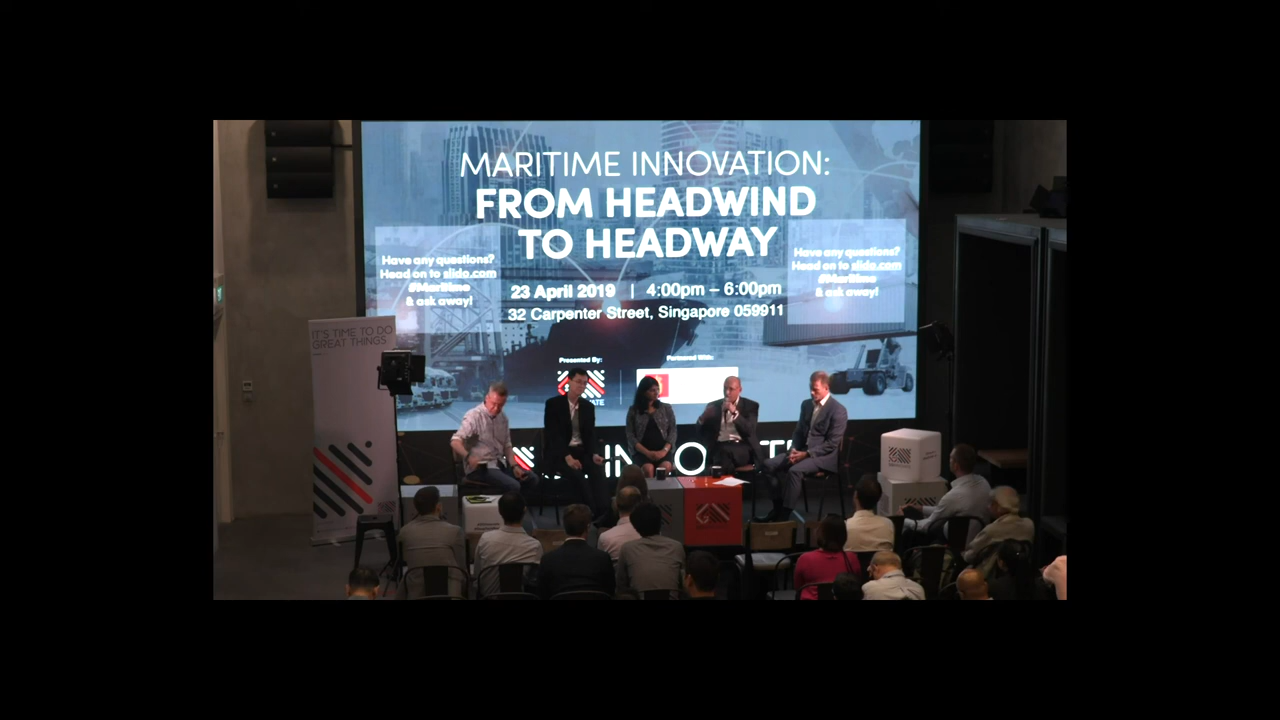 MARITIME INNOVATION:
FROM HEADWIND
TO HEADWAY
Have any questions?
Head on to slido.com
#Maritime
& ask away!
Have any questions?
Head on to slido.com
#Maritime
& ask away!
23 April 2019 | 4:00pm – 6:00pm
32 Carpenter Street, Singapore 059911
Presented By:
Partnered With:
IT'S TIME TO DO
GREAT THINGS